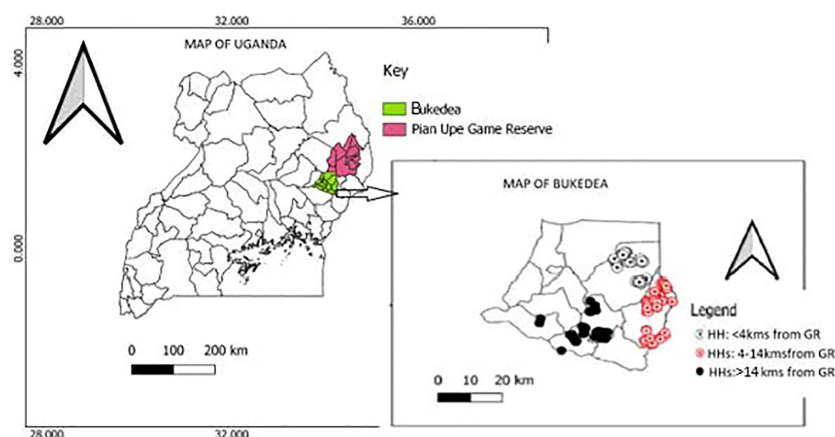 28.000 32.000 36.000
MAP OF UGANDA
4.000
Key
Bukedea
Pian Upe Game Reserve
MAP OF BUKEDEA
0.000
Legend
HH: <4kms from GR
HHs: 4-14kmsfrom GR
HHs:>14 kms from GR
0 100 200 km
0 10 20 km
28.000 32.000